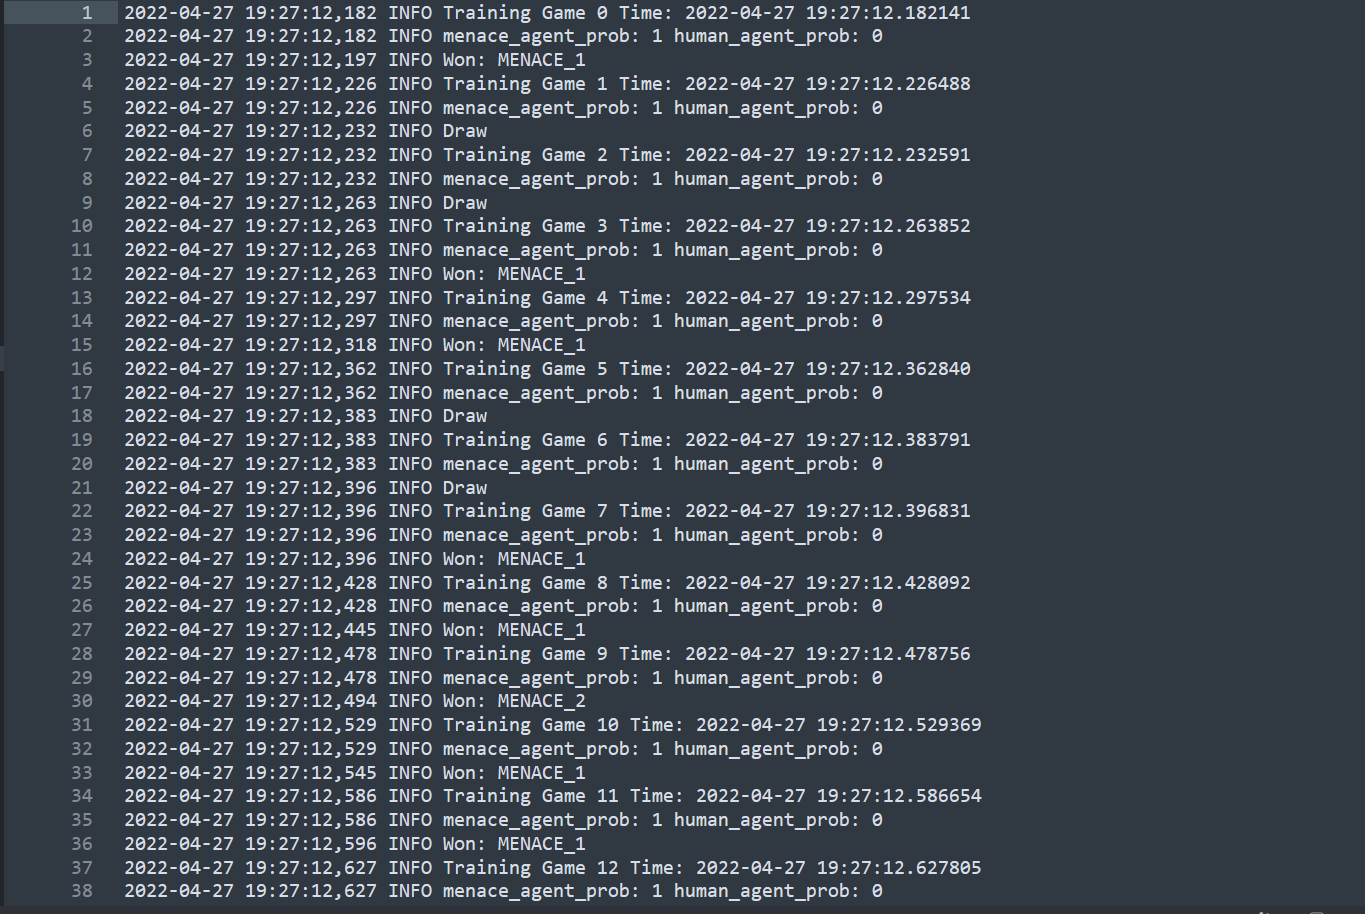 1 2022-04-27 19:27:12,182 INFO Training Game 0 Time: 2022-04-27 19:27:12.182141
2 2022-04-27 19:27:12,182 INFO menace_agent_prob: 1 human_agent_prob: 0
3 2022-04-27 19:27:12,197 INFO Won: MENACE_1
4 2022-04-27 19:27:12,226 INFO Training Game 1 Time: 2022-04-27 19:27:12.226488
5 2022-04-27 19:27:12,226 INFO menace_agent_prob: 1 human_agent_prob: 0
6 2022-04-27 19:27:12,232 INFO Draw
7 2022-04-27 19:27:12,232 INFO Training Game 2 Time: 2022-04-27 19:27:12.232591
8 2022-04-27 19:27:12,232 INFO menace_agent_prob: 1 human_agent_prob: 0
9 2022-04-27 19:27:12,263 INFO Draw
10 2022-04-27 19:27:12,263 INFO Training Game 3 Time: 2022-04-27 19:27:12.263852
11 2022-04-27 19:27:12,263 INFO menace_agent_prob: 1 human_agent_prob: 0
12 2022-04-27 19:27:12,263 INFO Won: MENACE_1
13 2022-04-27 19:27:12,297 INFO Training Game 4 Time: 2022-04-27 19:27:12.297534
14 2022-04-27 19:27:12,297 INFO menace_agent_prob: 1 human_agent_prob: 0
15 2022-04-27 19:27:12,318 INFO Won: MENACE_1
16 2022-04-27 19:27:12,362 INFO Training Game 5 Time: 2022-04-27 19:27:12.362840
17 2022-04-27 19:27:12,362 INFO menace_agent_prob: 1 human_agent_prob: 0
18 2022-04-27 19:27:12,383 INFO Draw
19 2022-04-27 19:27:12,383 INFO Training Game 6 Time: 2022-04-27 19:27:12.383791
20 2022-04-27 19:27:12,383 INFO menace_agent_prob: 1 human_agent_prob: 0
21 2022-04-27 19:27:12,396 INFO Draw
22 2022-04-27 19:27:12,396 INFO Training Game 7 Time: 2022-04-27 19:27:12.396831
23 2022-04-27 19:27:12,396 INFO menace_agent_prob: 1 human_agent_prob: 0
24 2022-04-27 19:27:12,396 INFO Won: MENACE_1
25 2022-04-27 19:27:12,428 INFO Training Game 8 Time: 2022-04-27 19:27:12.428092
26 2022-04-27 19:27:12,428 INFO menace_agent_prob: 1 human_agent_prob: 0
27 2022-04-27 19:27:12,445 INFO Won: MENACE_1
28 2022-04-27 19:27:12,478 INFO Training Game 9 Time: 2022-04-27 19:27:12.478756
29 2022-04-27 19:27:12,478 INFO menace_agent_prob: 1 human_agent_prob: 0
30 2022-04-27 19:27:12,494 INFO Won: MENACE_2
31 2022-04-27 19:27:12,529 INFO Training Game 10 Time: 2022-04-27 19:27:12.529369
32 2022-04-27 19:27:12,529 INFO menace_agent_prob: 1 human_agent_prob: 0
33 2022-04-27 19:27:12,545 INFO Won: MENACE_1
34 2022-04-27 19:27:12,586 INFO Training Game 11 Time: 2022-04-27 19:27:12.586654
35 2022-04-27 19:27:12,586 INFO menace_agent_prob: 1 human_agent_prob: 0
36 2022-04-27 19:27:12,596 INFO Won: MENACE_1
37 2022-04-27 19:27:12,627 INFO Training Game 12 Time: 2022-04-27 19:27:12.627805
38 2022-04-27 19:27:12,627 INFO menace_agent_prob: 1 human_agent_prob: 0